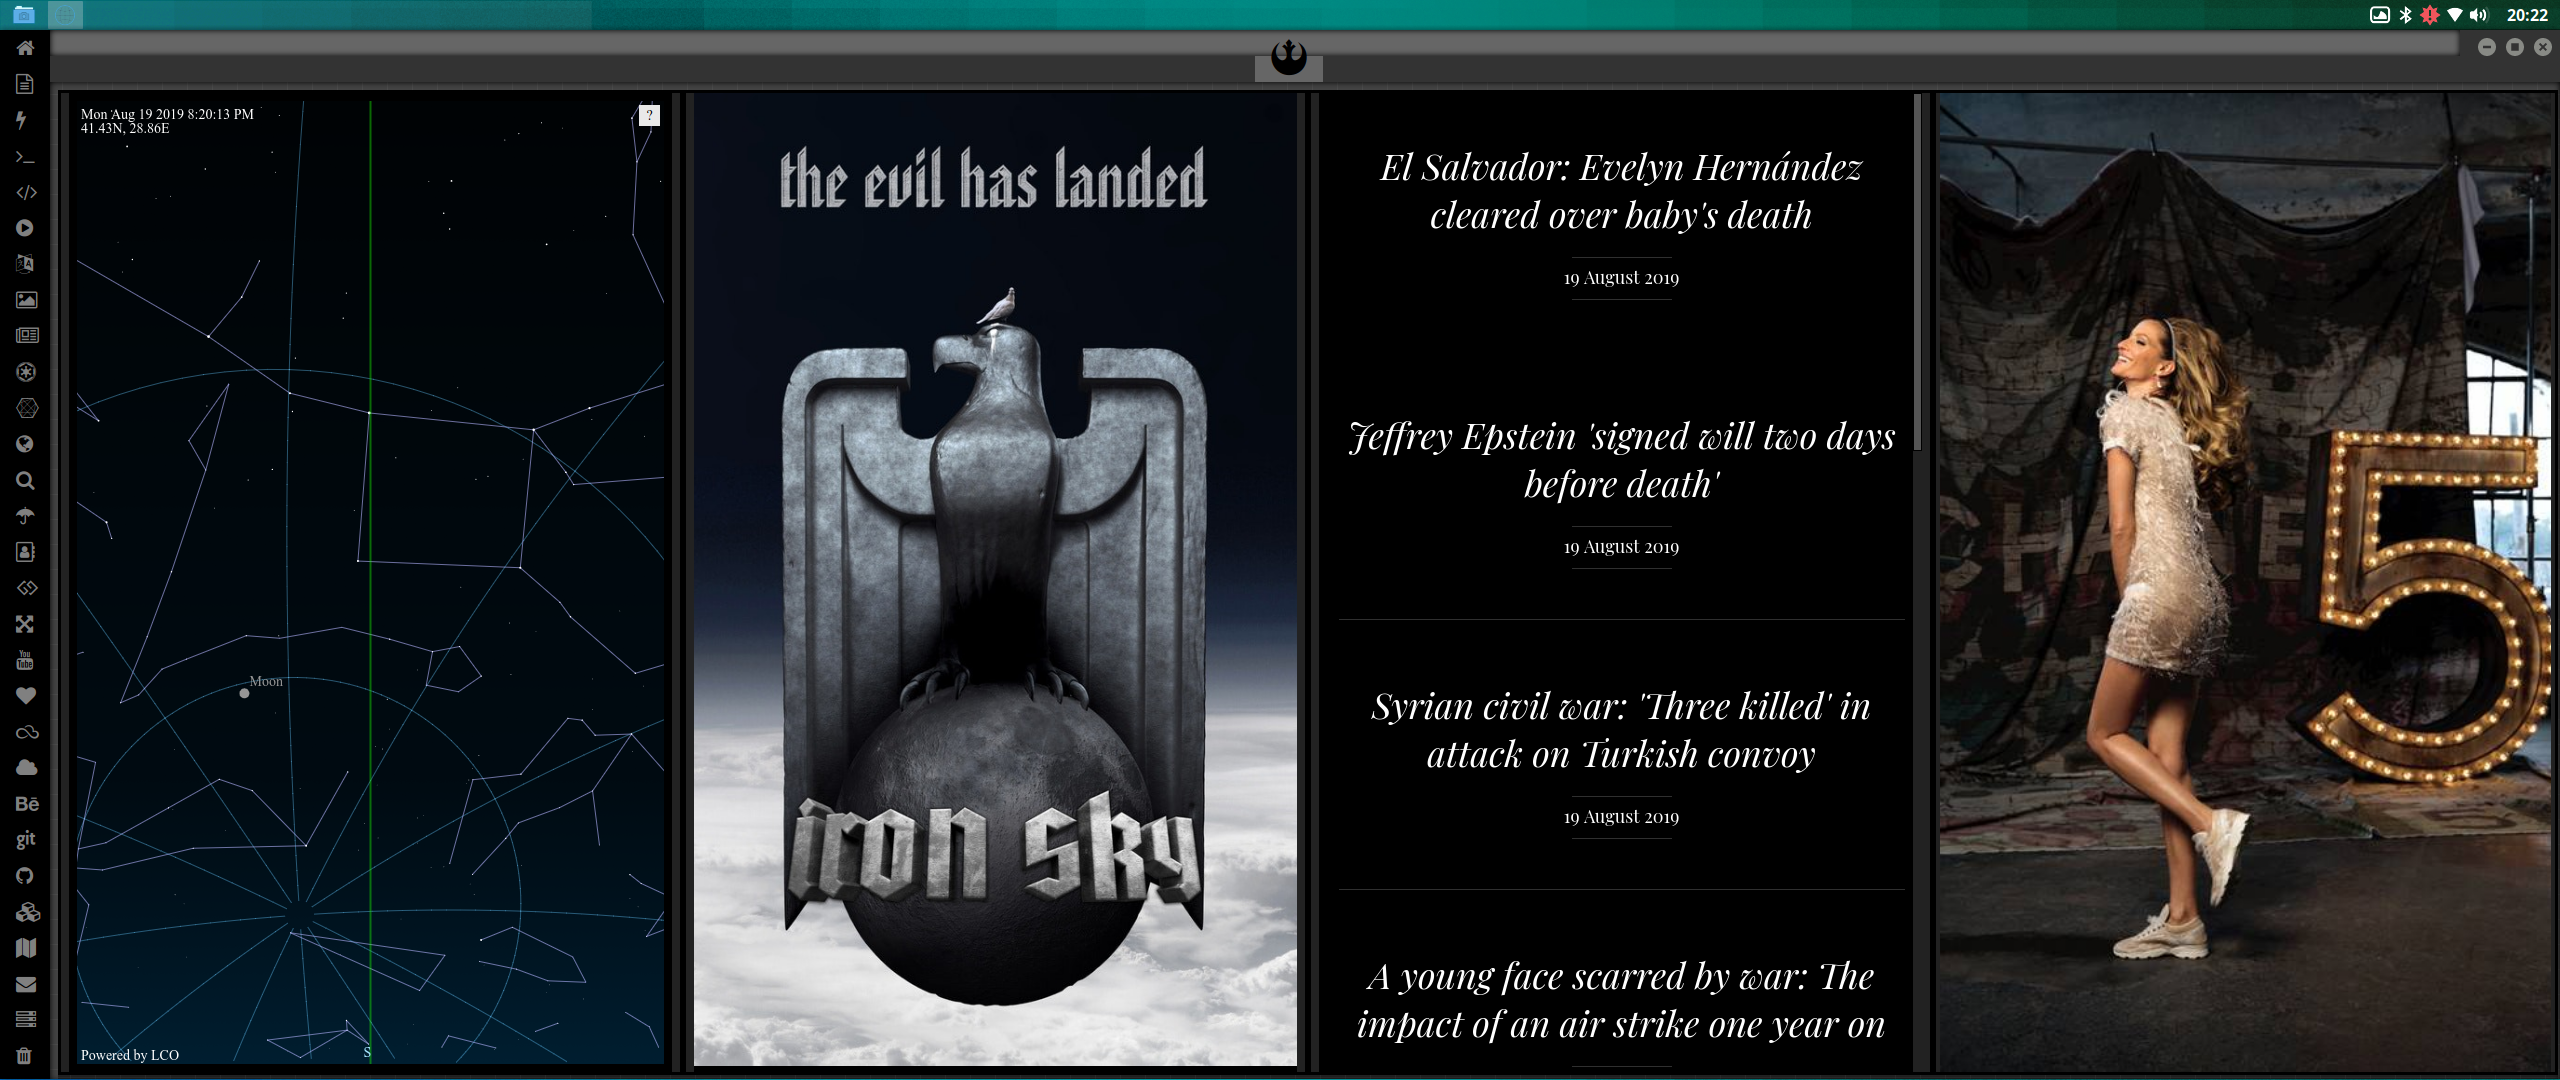 20:22
Mon Aug 19 2019 8:20:13 PM
?
41.43N, 28.86E
Moon
S
Powered by LCO
the evil has landed
iron sky
El Salvador: Evelyn Hernández
cleared over baby's death
19 August 2019
Jeffrey Epstein 'signed will two days
before death'
19 August 2019
Syrian civil war: 'Three killed' in
attack on Turkish convoy
19 August 2019
A young face scarred by war: The
impact of an air strike one year on
5
You
Tube
Bē
git